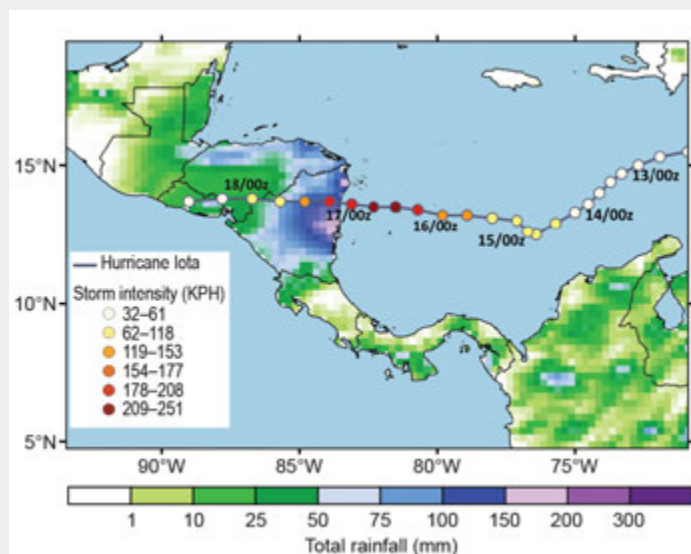 15°N
10°N
5°N
18/00z
17/00z
16/00z
15/00z
14/00z
13/00z
Hurricane Iota
Storm intensity (KPH)
32–61
62–118
119–153
154–177
178–208
209–251
90°W 85°W 80°W 75°W
1 10 25 50 75 100 150 200 300
Total rainfall (mm)